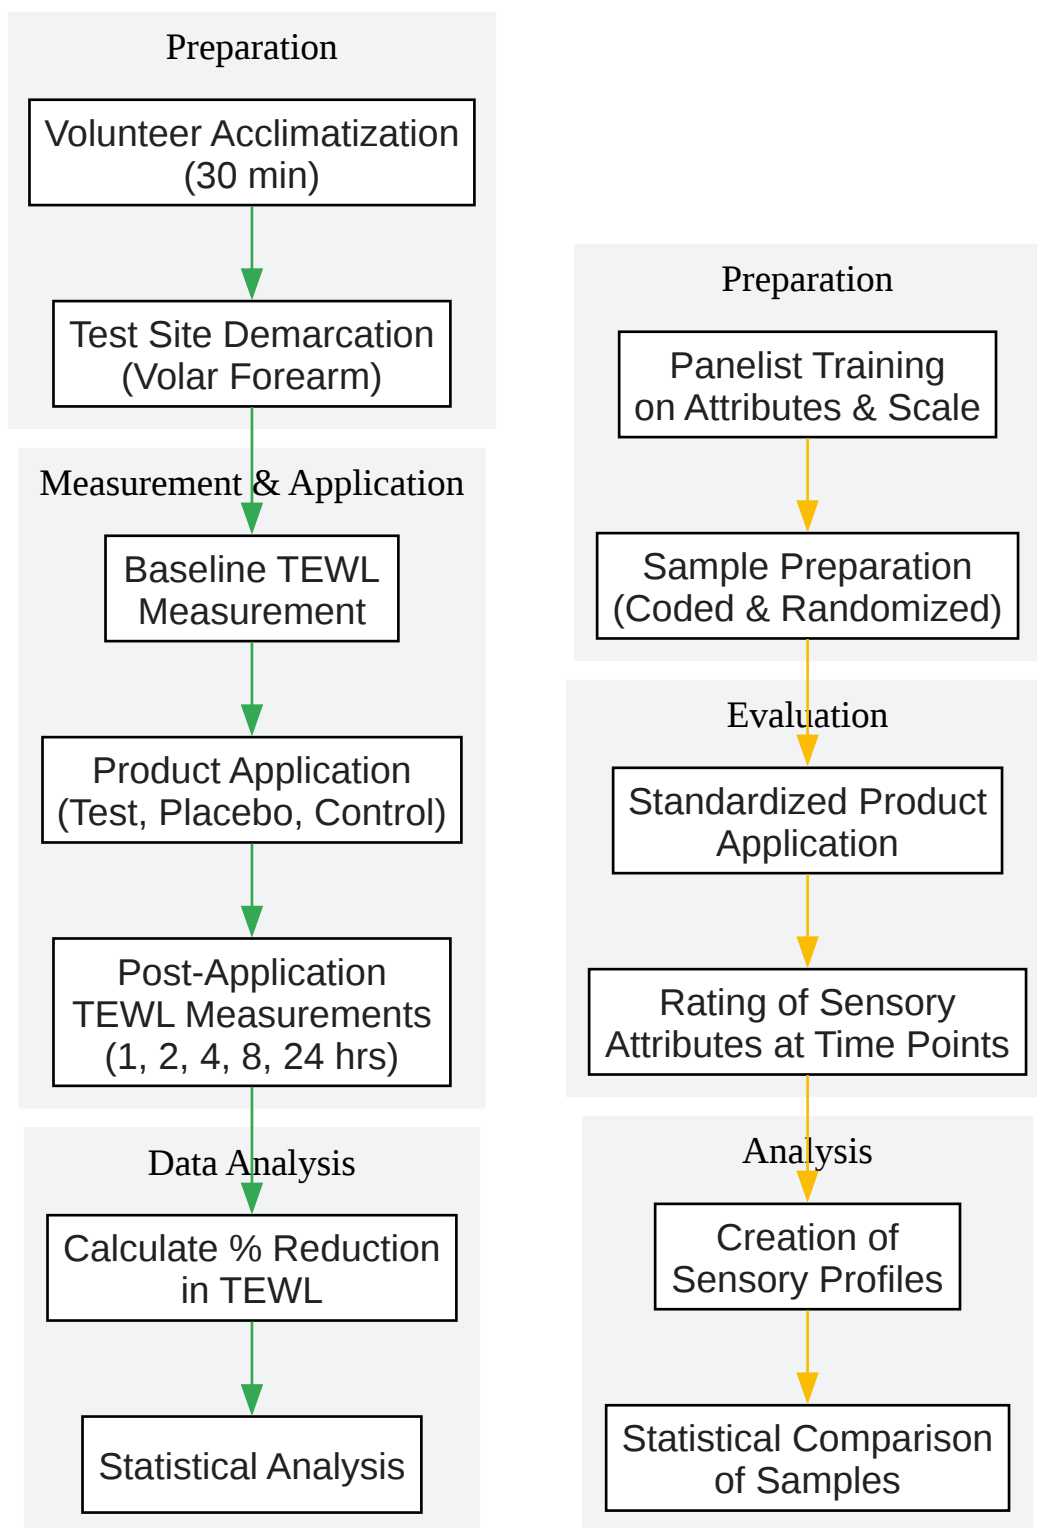 Preparation
Volunteer Acclimatization
(30 min)
Test Site Demarcation
(Volar Forearm)
Measurement & Application
Baseline TEWL
Measurement
Product Application
(Test, Placebo, Control)
Post-Application
TEWL Measurements
(1, 2, 4, 8, 24 hrs)
Data Analysis
Calculate % Reduction
in TEWL
Statistical Analysis
Preparation
Panelist Training
on Attributes & Scale
Sample Preparation
(Coded & Randomized)
Evaluation
Standardized Product
Application
Rating of Sensory
Attributes at Time Points
Analysis
Creation of
Sensory Profiles
Statistical Comparison
of Samples